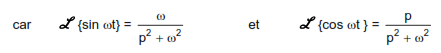 car ℒ {sin ωt} = ω / (p² + ω²) et ℒ {cos ωt } = p / (p² + ω²)